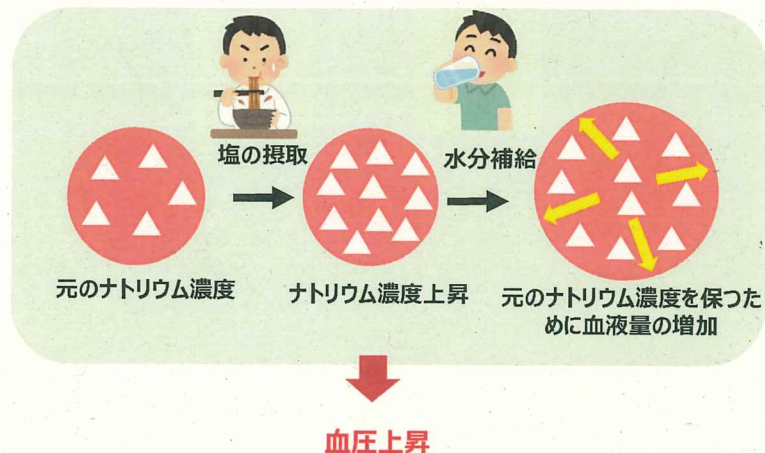 塩の摂取
水分補給
元のナトリウム濃度
ナトリウム濃度上昇
元のナトリウム濃度を保つた
めに血液量の増加
血圧上昇